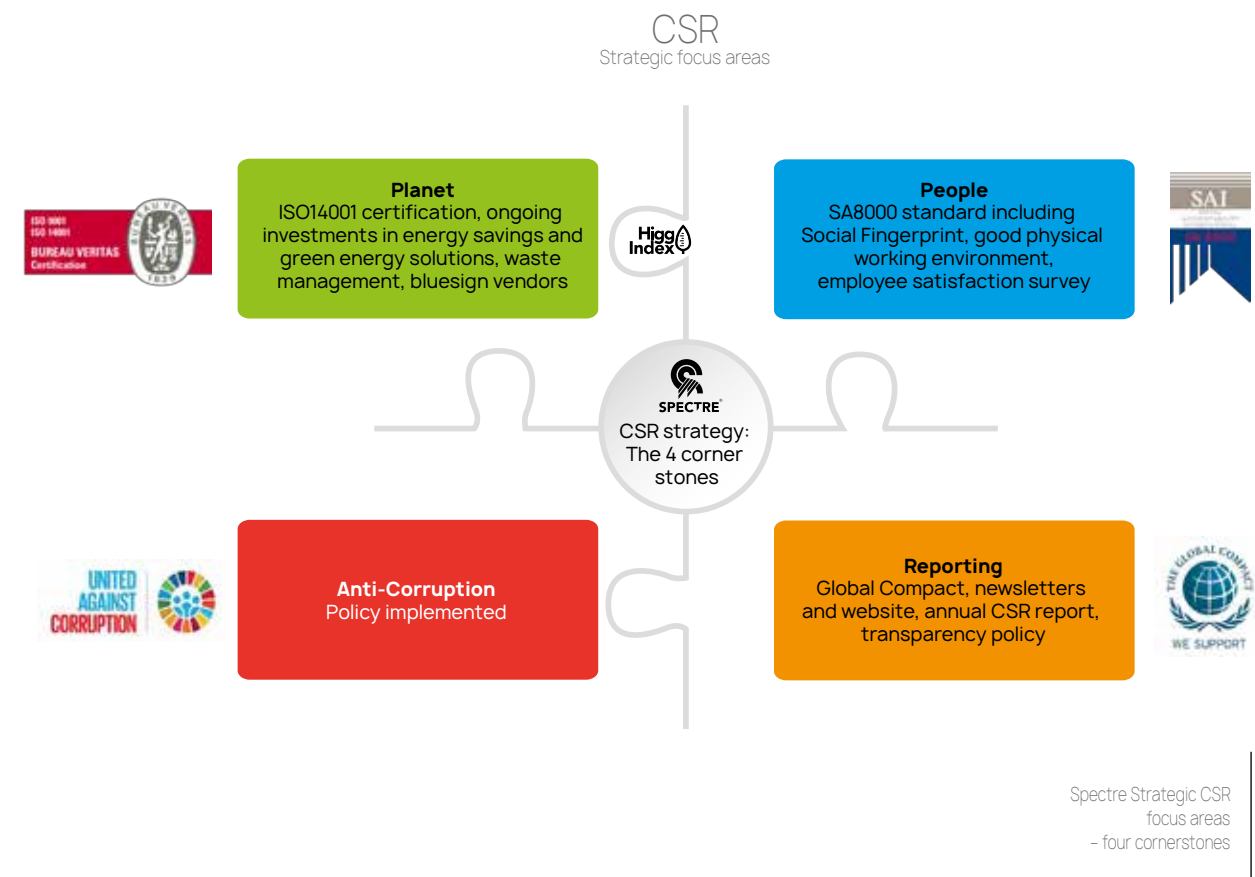 CSR
Strategic focus areas
ISO 9001
ISO 14001
BUREAU VERITAS
Certification
BUREAU VERITAS
1828
Planet
ISO14001 certification, ongoing
investments in energy savings and
green energy solutions, waste
management, bluesign vendors
Higg
Index
People
SA8000 standard including
Social Fingerprint, good physical
working environment,
employee satisfaction survey
SAI
SPECTRE
CSR strategy:
The 4 corner
stones
UNITED
AGAINST
CORRUPTION
Anti-Corruption
Policy implemented
Reporting
Global Compact, newsletters
and website, annual CSR report,
transparency policy
THE GLOBAL COMPACT
WE SUPPORT
Spectre Strategic CSR
focus areas
– four cornerstones